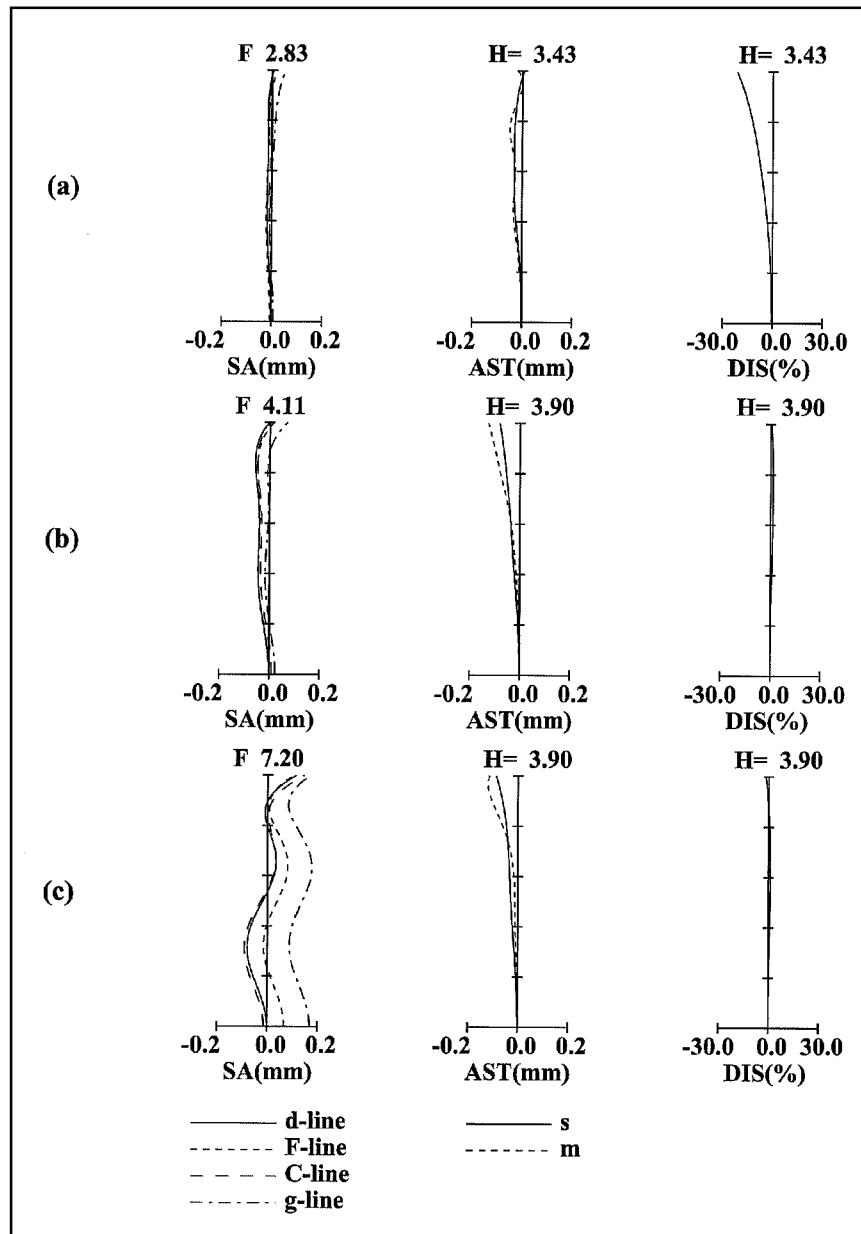 F 2.83 H= 3.43 H= 3.43
(a)
-0.2 0.0 0.2 -0.2 0.0 0.2 -30.0 0.0 30.0
SA(mm) AST(mm) DIS(%)
F 4.11 H= 3.90 H= 3.90
(b)
-0.2 0.0 0.2 -0.2 0.0 0.2 -30.0 0.0 30.0
SA(mm) AST(mm) DIS(%)
F 7.20 H= 3.90 H= 3.90
(c)
-0.2 0.0 0.2 -0.2 0.0 0.2 -30.0 0.0 30.0
SA(mm) AST(mm) DIS(%)
d-line s
F-line m
C-line
g-line